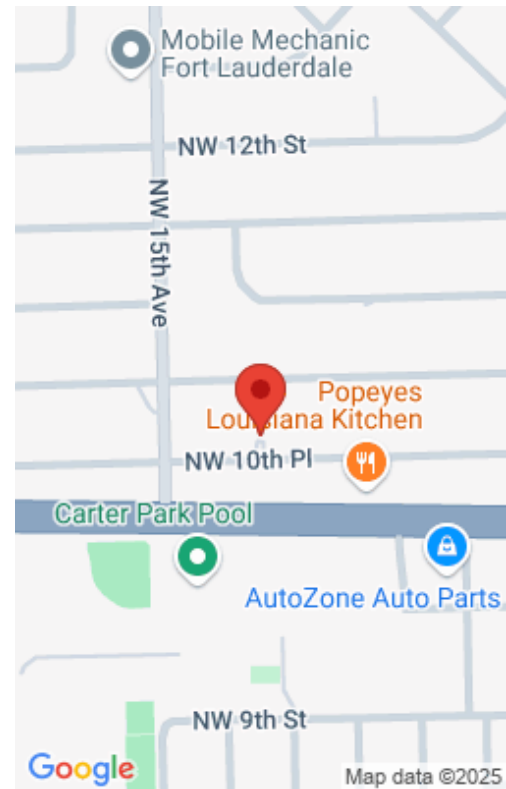 Mobile Mechanic
Fort Lauderdale
NW 12th St
NW 15th Ave
Popeyes
Louisiana Kitchen
NW 10th Pl
Carter Park Pool
AutoZone Auto Parts
NW 9th St
Google
Map data ©2025